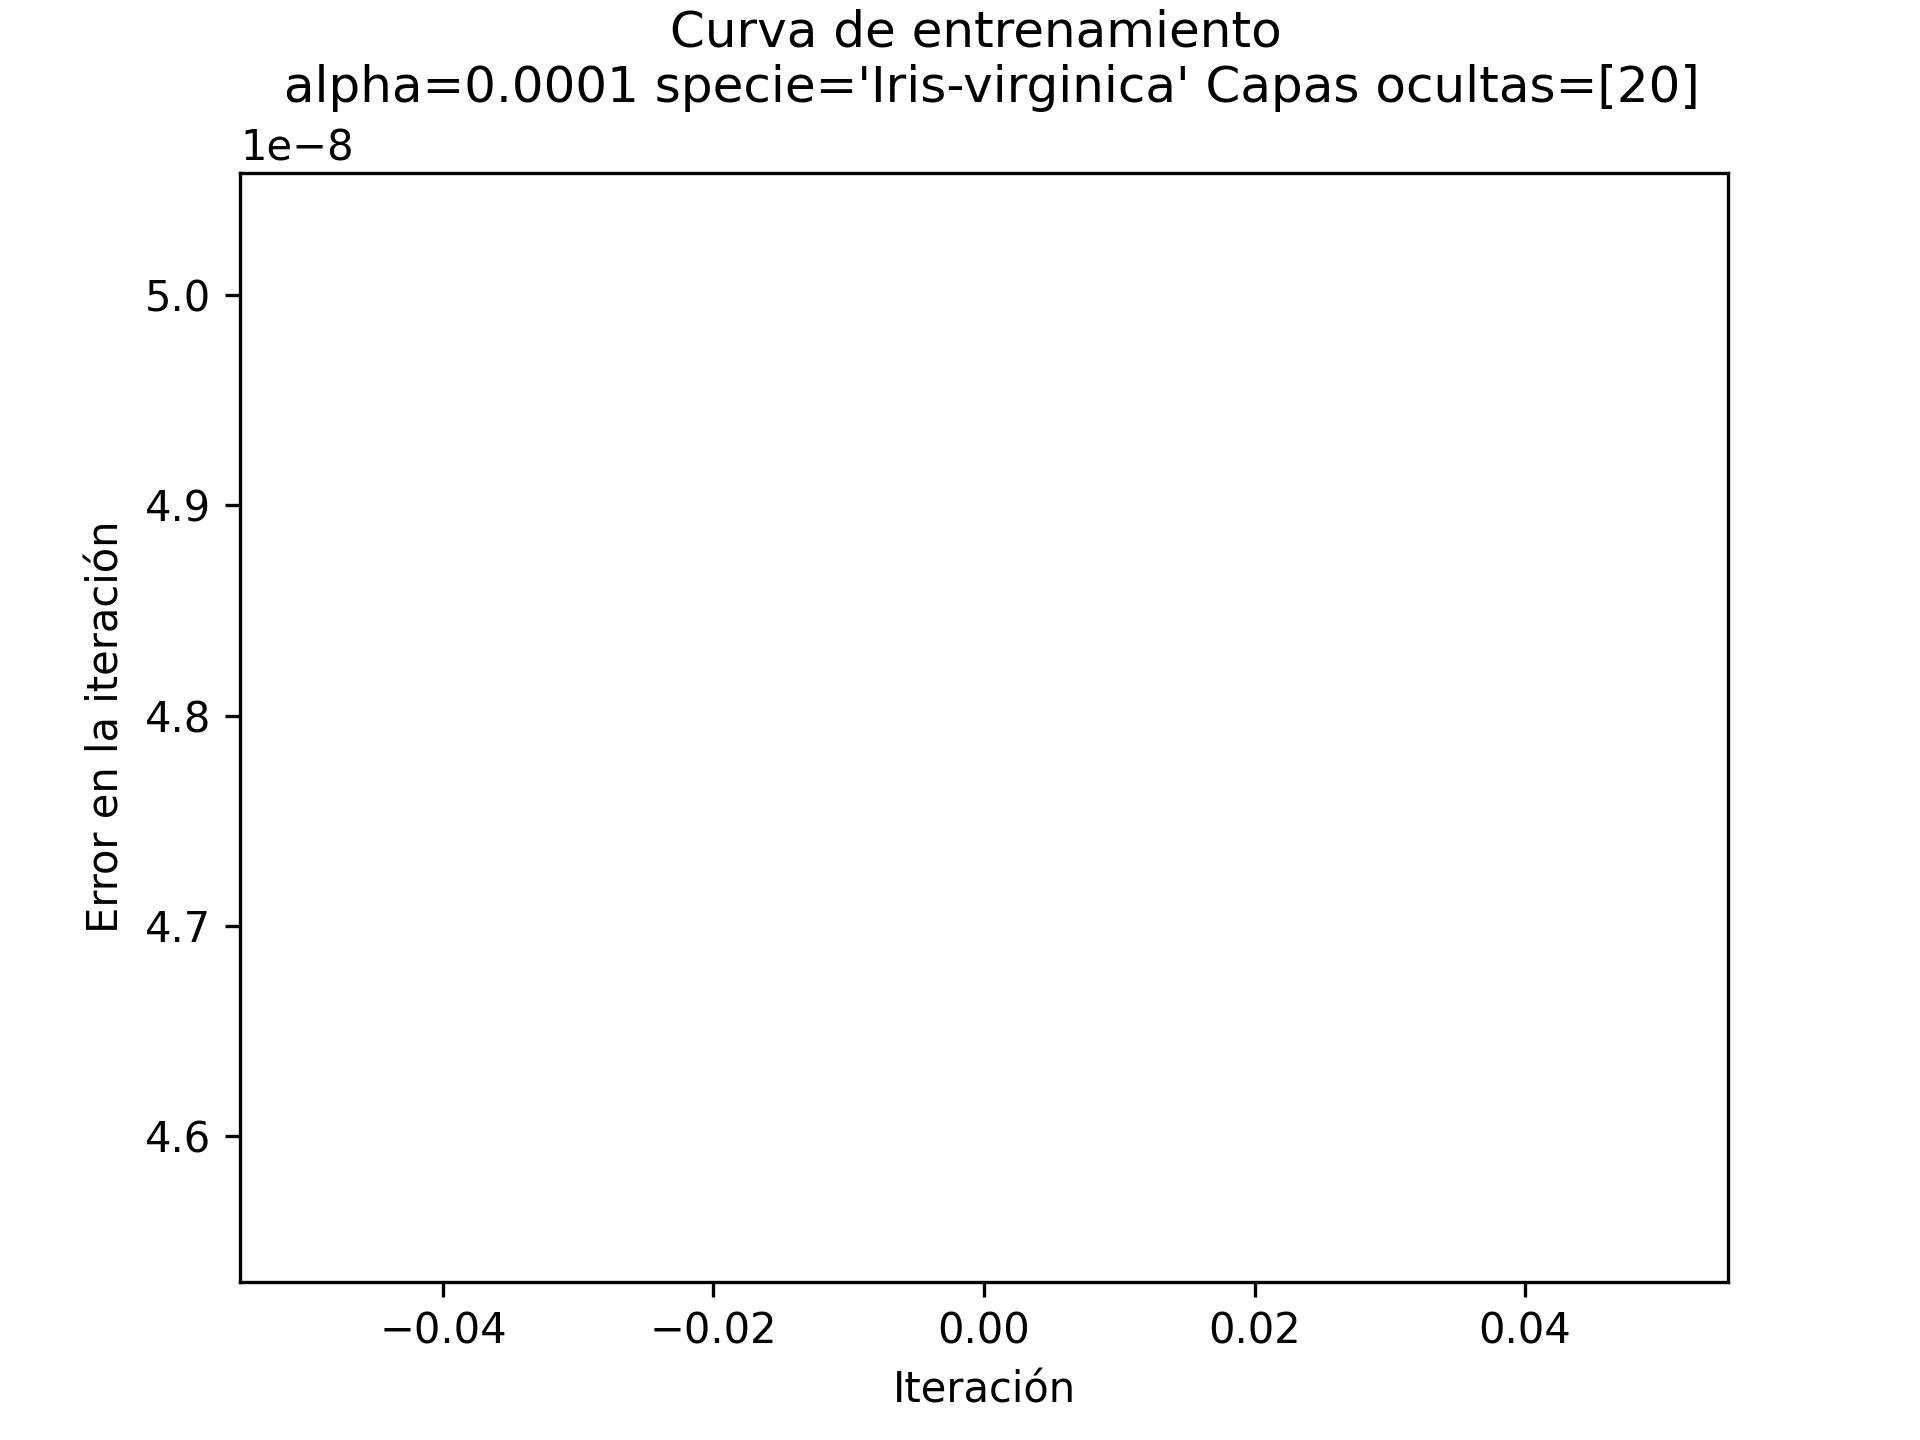 Curva de entrenamiento
alpha=0.0001 specie='Iris-virginica' Capas ocultas=[20]
1e−8
5.0
4.9
4.8
4.7
4.6
Error en la iteración
−0.04 −0.02 0.00 0.02 0.04
Iteración